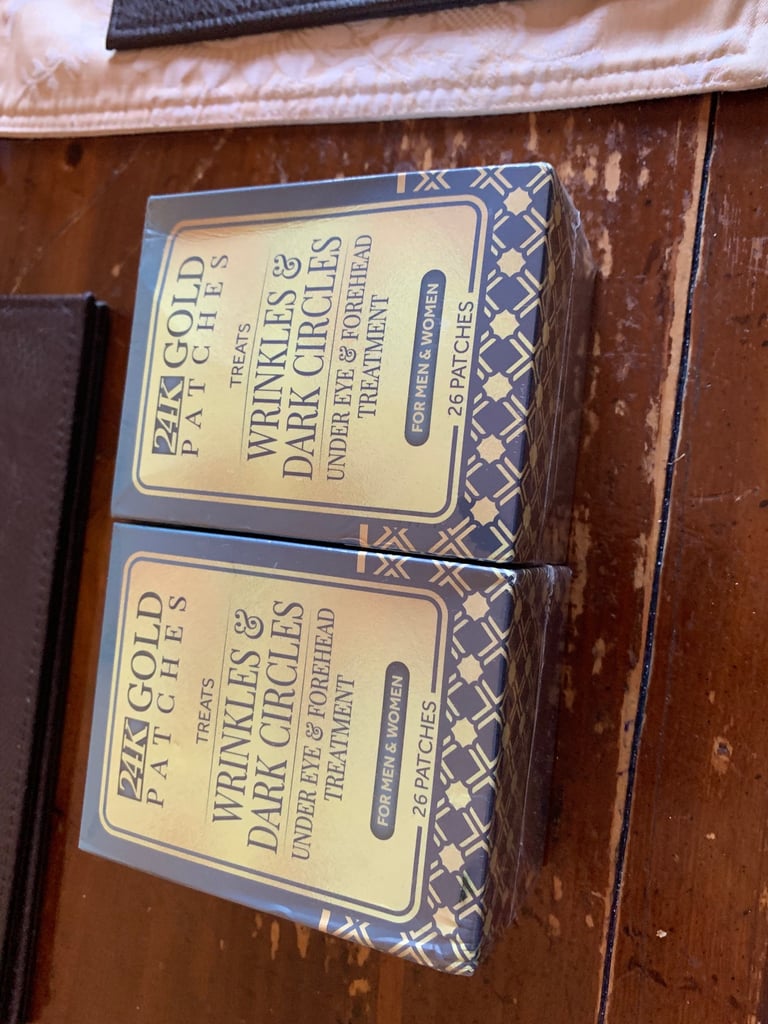 24K GOLD
PATCHES
TREATS
WRINKLES &
DARK CIRCLES
UNDER EYE & FOREHEAD
TREATMENT
FOR MEN & WOMEN
26 PATCHES
24K GOLD
PATCHES
TREATS
WRINKLES &
DARK CIRCLES
UNDER EYE & FOREHEAD
TREATMENT
FOR MEN & WOMEN
26 PATCHES